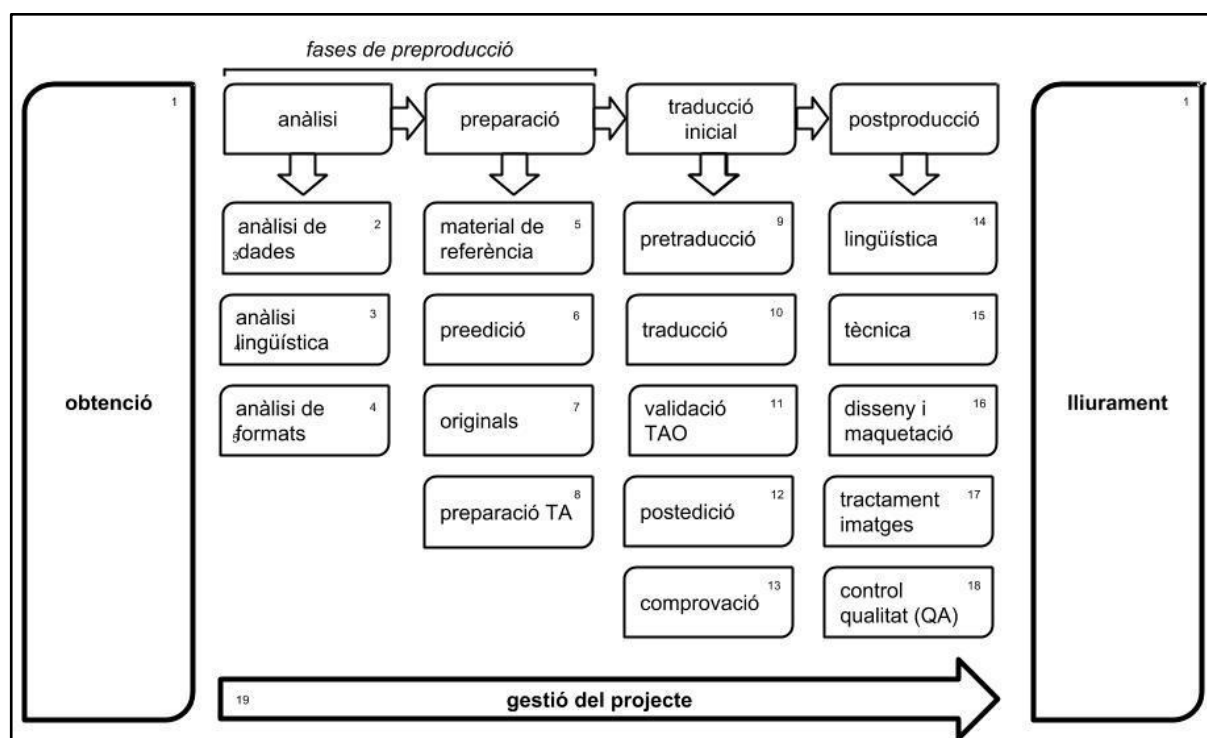 fases de preproducció
1
obtenció
anàlisi
preparació
traducció
inicial
postproducció
anàlisi de 2
3 dades
anàlisi 3
4 lingüística
anàlisi de 4
5 formats
material de 5
referència
preedició 6
originals 7
preparació TA 8
pretraducció 9
traducció 10
validació 11
TAO
postedició 12
comprovació 13
lingüística 14
tècnica 15
disseny i 16
maquetació
tractament 17
imatges
control 18
qualitat (QA)
1
lliurament
19 gestió del projecte